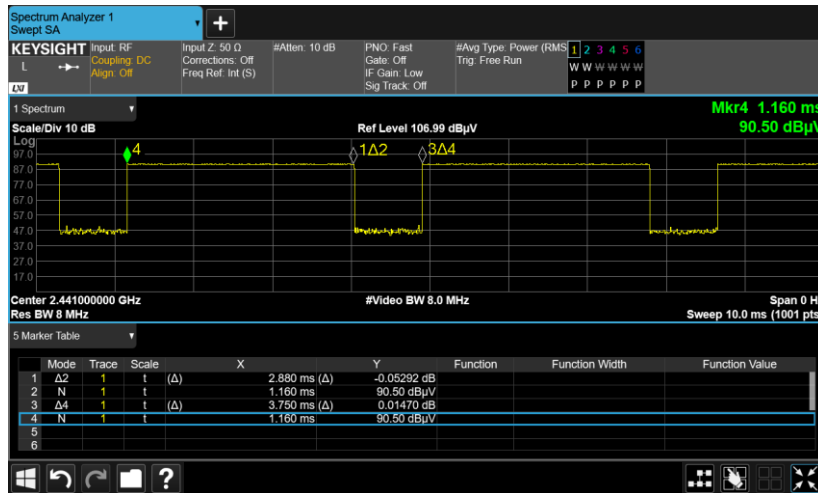 Spectrum Analyzer 1
Swept SA
+
KEYSIGHT Input: RF Input Z: 50 Ω #Atten: 10 dB PNO: Fast #Avg Type: Power (RMS 1 2 3 4 5 6
L Coupling: DC Corrections: Off Gate: Off Trig: Free Run W W W W W W
Align: Off Freq Ref: Int (S) IF Gain: Low
LXI Sig Track: Off P P P P P P
1 Spectrum Mkr4 1.160 ms
Scale/Div 10 dB Ref Level 106.99 dBµV 90.50 dBµV
Log
97.0 4 1Δ2 3Δ4
87.0
77.0
67.0
57.0
47.0
37.0
27.0
17.0
Center 2.441000000 GHz #Video BW 8.0 MHz Span 0 H
Res BW 8 MHz Sweep 10.0 ms (1001 pts
5 Marker Table
Mode Trace Scale X Y Function Function Width Function Value
1 Δ2 1 t (Δ) 2.880 ms (Δ) -0.05292 dB
2 N 1 t 1.160 ms 90.50 dBµV
3 Δ4 1 t (Δ) 3.750 ms (Δ) 0.01470 dB
4 N 1 t 1.160 ms 90.50 dBµV
5
6
?